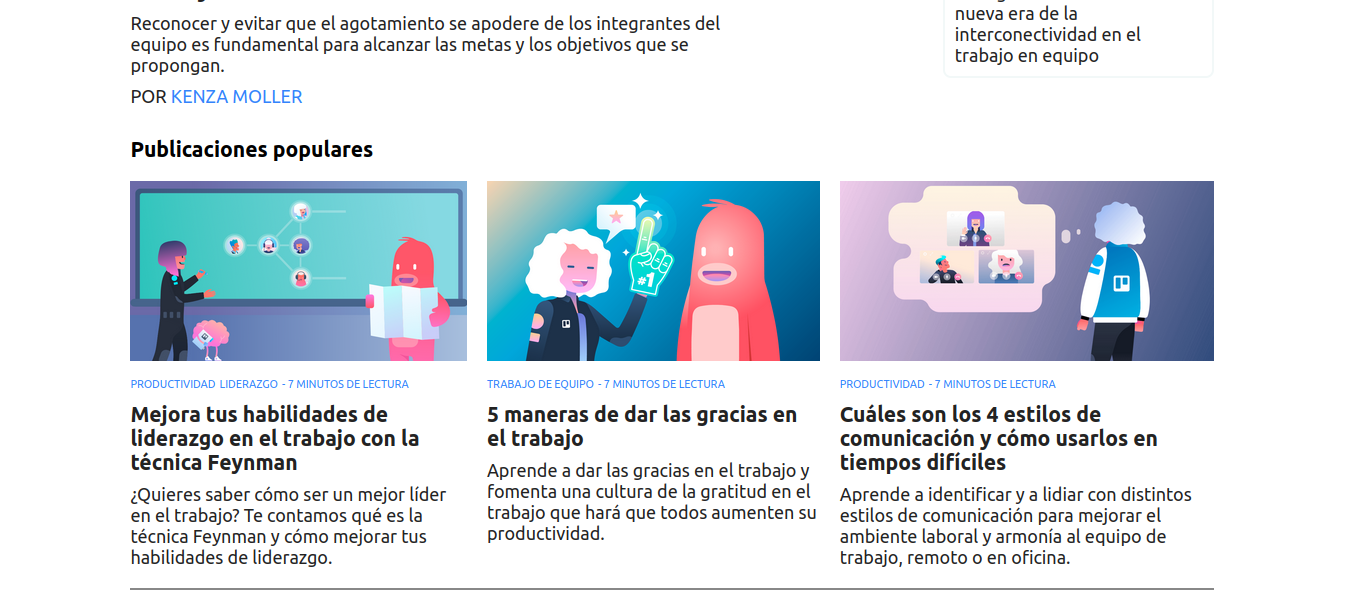 Reconocer y evitar que el agotamiento se apodere de los integrantes del
equipo es fundamental para alcanzar las metas y los objetivos que se
propongan.
POR KENZA MOLLER
nueva era de la
interconectividad en el
trabajo en equipo
Publicaciones populares
#1
PRODUCTIVIDAD LIDERAZGO - 7 MINUTOS DE LECTURA
Mejora tus habilidades de
liderazgo en el trabajo con la
técnica Feynman
¿Quieres saber cómo ser un mejor líder
en el trabajo? Te contamos qué es la
técnica Feynman y cómo mejorar tus
habilidades de liderazgo.
TRABAJO DE EQUIPO - 7 MINUTOS DE LECTURA
5 maneras de dar las gracias en
el trabajo
Aprende a dar las gracias en el trabajo y
fomenta una cultura de la gratitud en el
trabajo que hará que todos aumenten su
productividad.
PRODUCTIVIDAD - 7 MINUTOS DE LECTURA
Cuáles son los 4 estilos de
comunicación y cómo usarlos en
tiempos difíciles
Aprende a identificar y a lidiar con distintos
estilos de comunicación para mejorar el
ambiente laboral y armonía al equipo de
trabajo, remoto o en oficina.